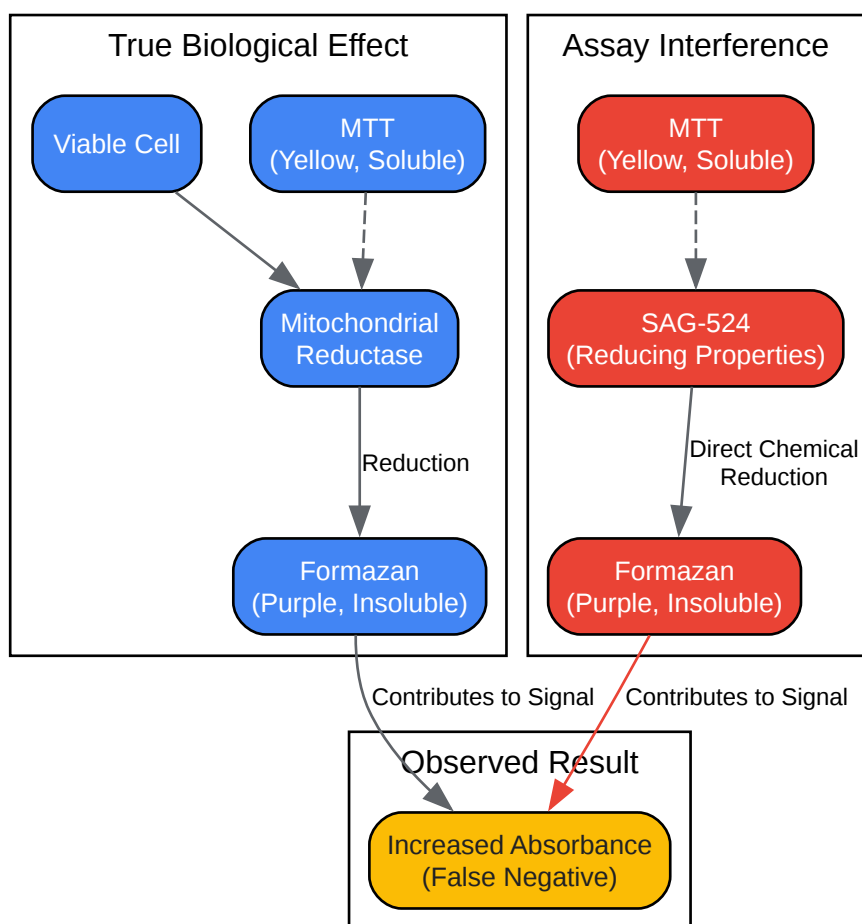 True Biological Effect
Assay Interference
Viable Cell
MTT
(Yellow, Soluble)
MTT
(Yellow, Soluble)
Mitochondrial
Reductase
SAG-524
(Reducing Properties)
Reduction
Direct Chemical
Reduction
Formazan
(Purple, Insoluble)
Formazan
(Purple, Insoluble)
Contributes to Signal
Contributes to Signal
Observed Result
Increased Absorbance
(False Negative)